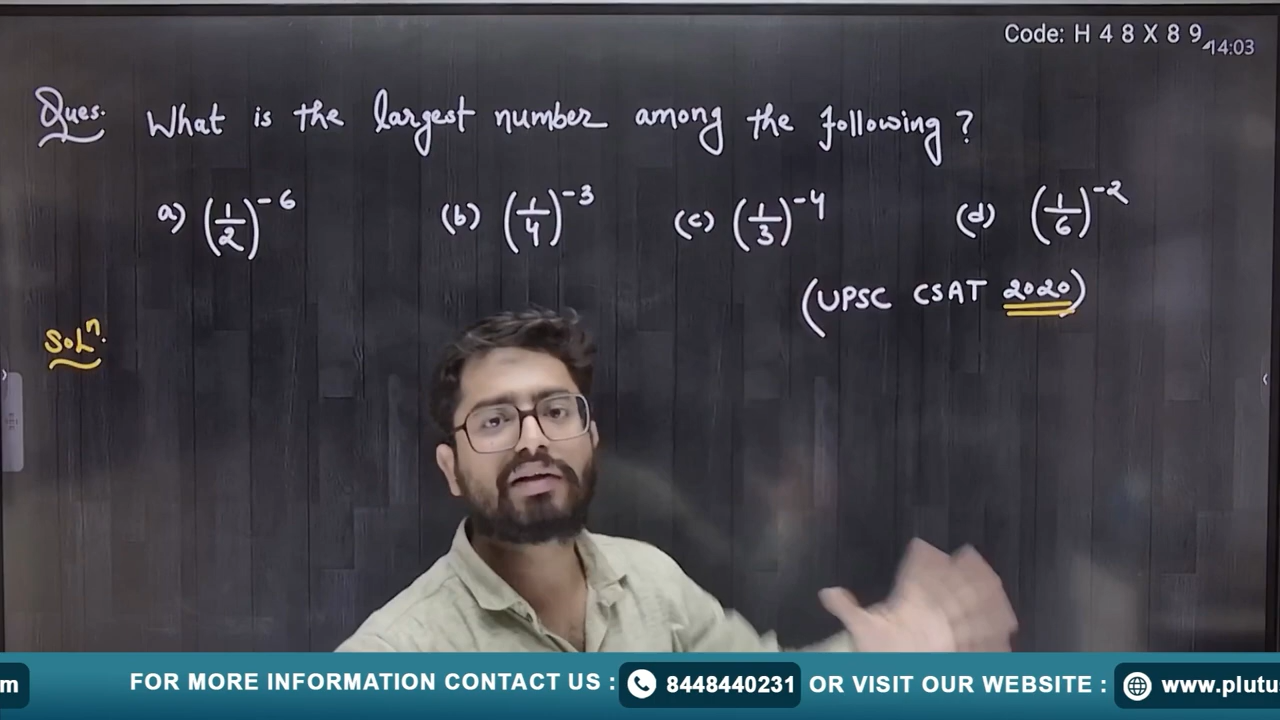 Code: H 4 8 X 8 9
14:03
Ques. What is the largest number among the following ?
a) (1/2)^-6 (b) (1/4)^-3 (c) (1/3)^-4 (d) (1/6)^-2
(UPSC CSAT 2020)
Solⁿ.
m FOR MORE INFORMATION CONTACT US : 8448440231 OR VISIT OUR WEBSITE : www.plutu